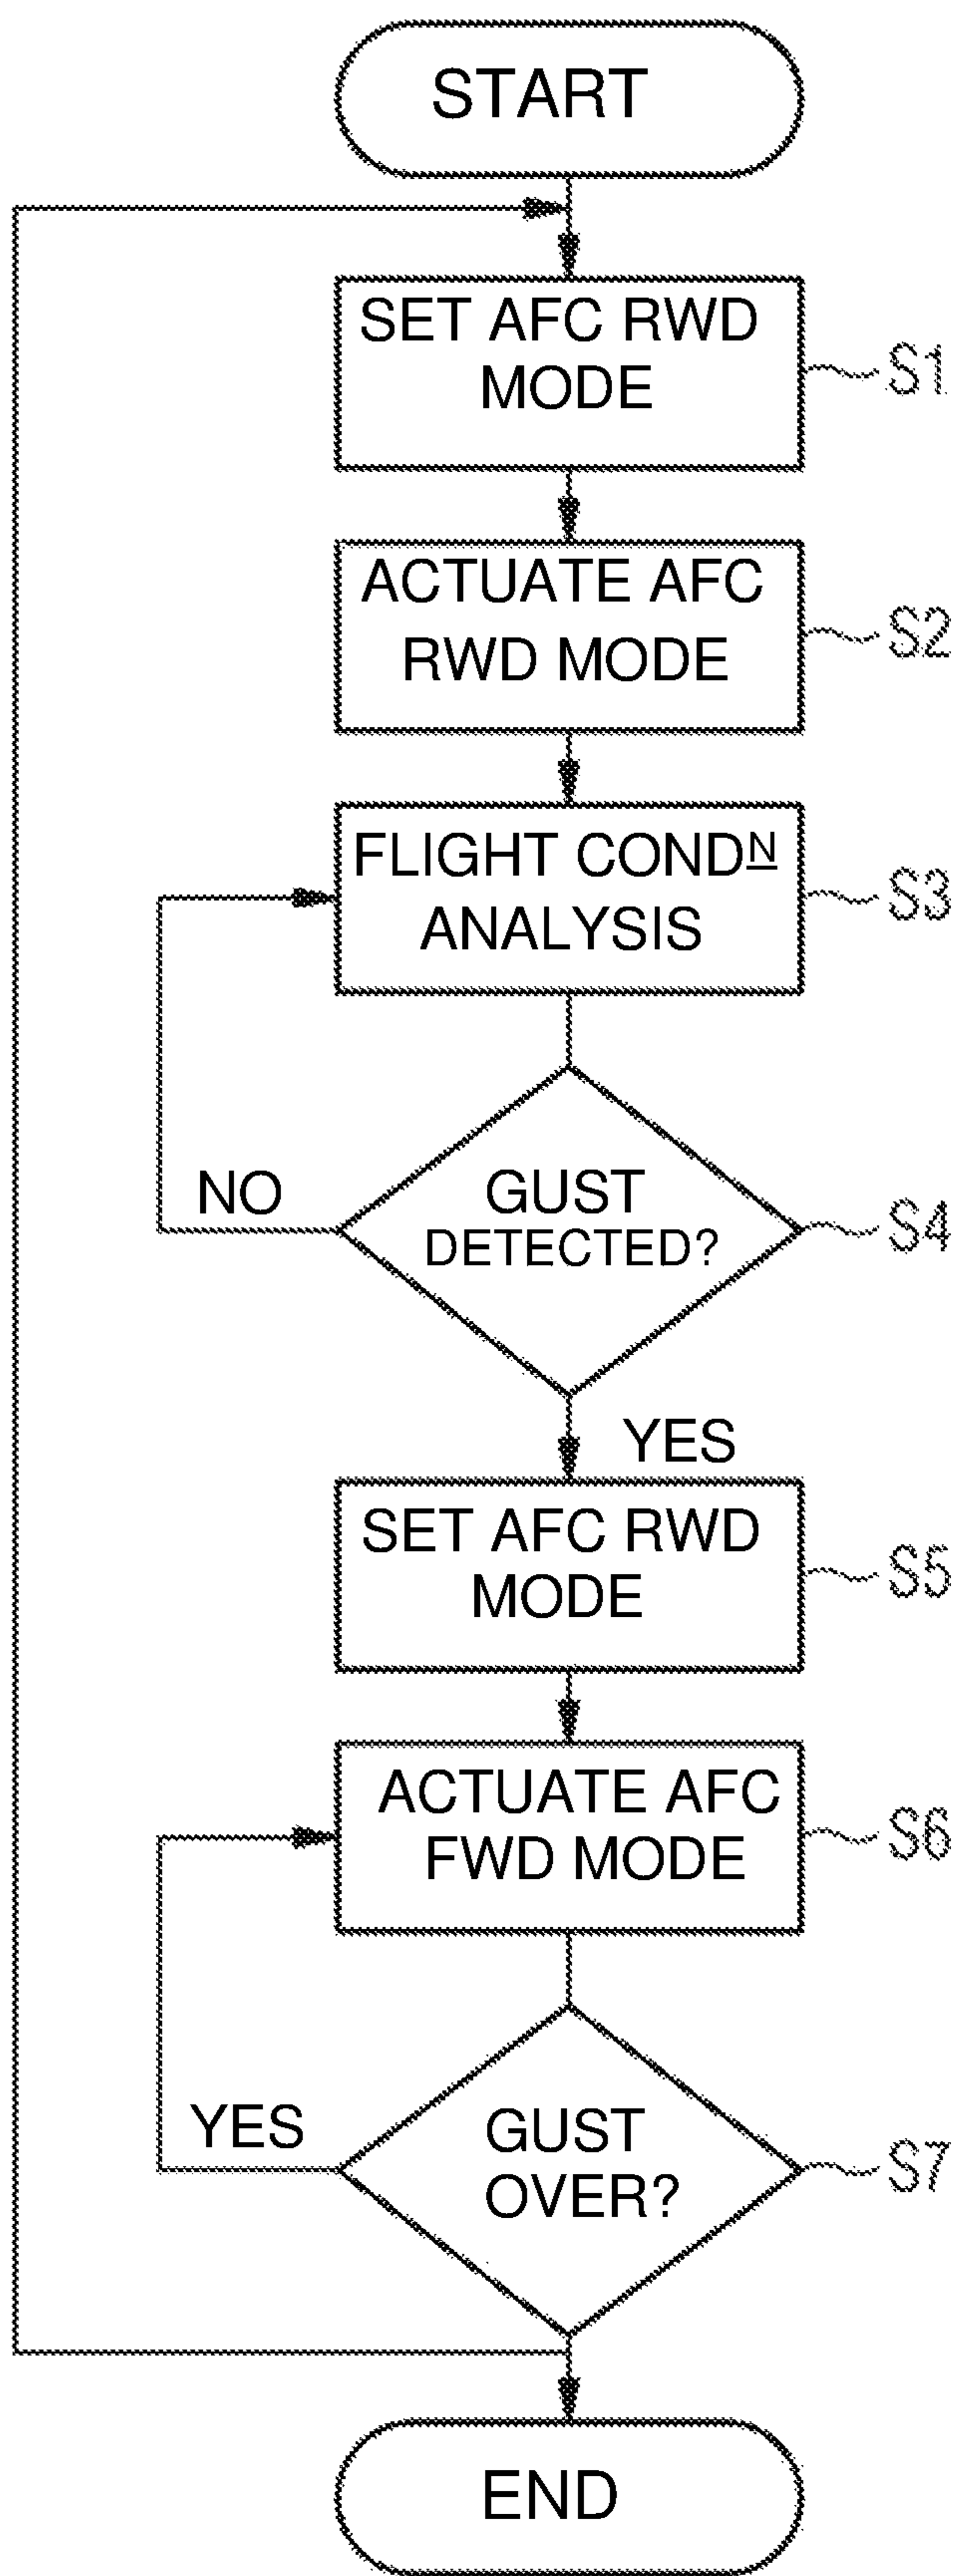 START
SET AFC RWD
MODE
S1
ACTUATE AFC
RWD MODE
S2
FLIGHT CONDN
ANALYSIS
S3
NO
GUST
DETECTED?
S4
YES
SET AFC RWD
MODE
S5
ACTUATE AFC
FWD MODE
S6
YES
GUST
OVER?
S7
END